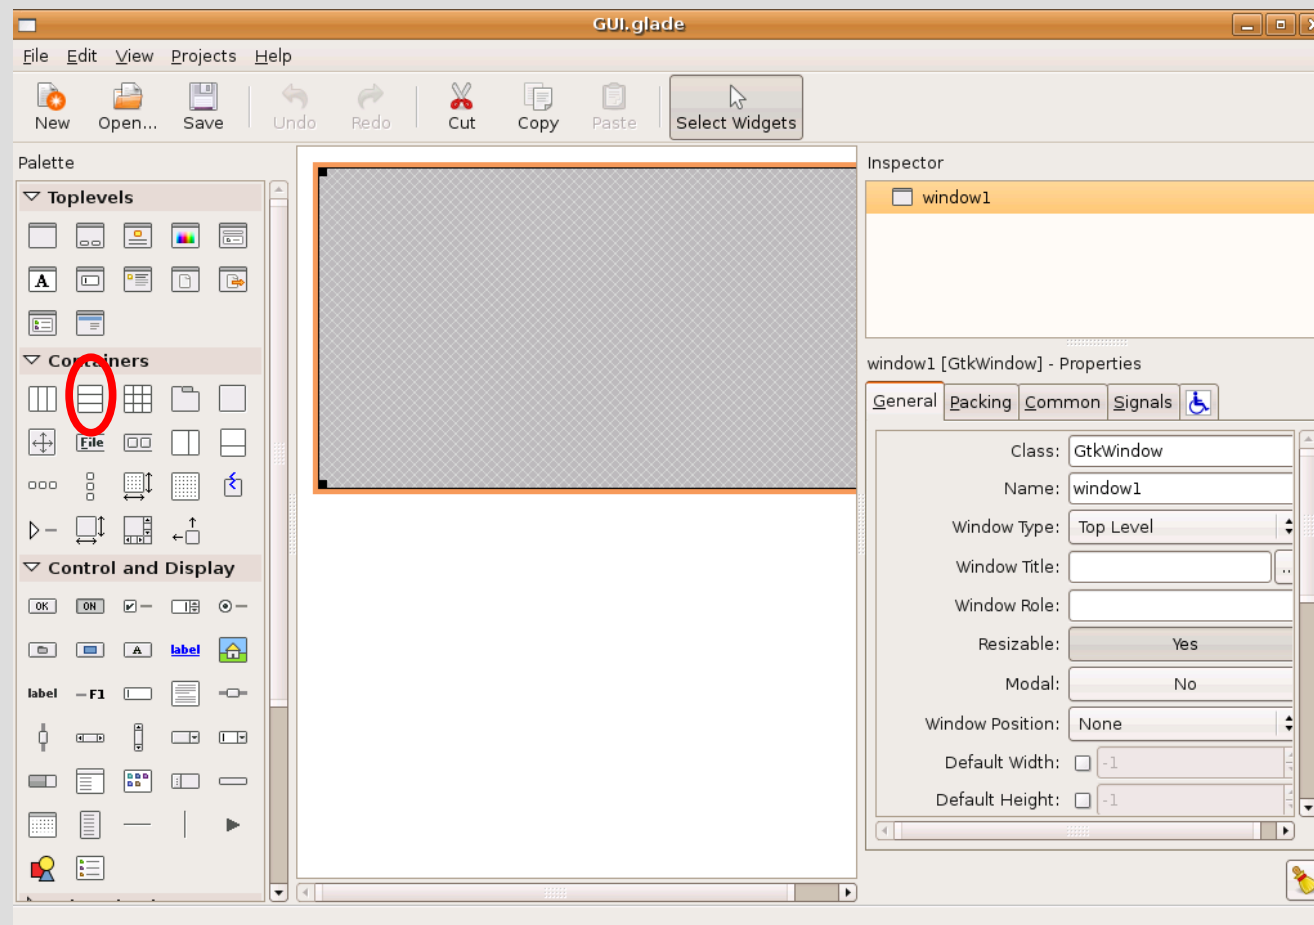 GUI.glade
File Edit View Projects Help
New Open... Save Undo Redo Cut Copy Paste Select Widgets
Palette
Toplevels
A
Containers
File
Control and Display
OK ON
A label
label F1
Inspector
window1
window1 [GtkWindow] - Properties
General Packing Common Signals
Class: GtkWindow
Name: window1
Window Type: Top Level
Window Title: ..
Window Role:
Resizable: Yes
Modal: No
Window Position: None
Default Width: -1
Default Height: -1